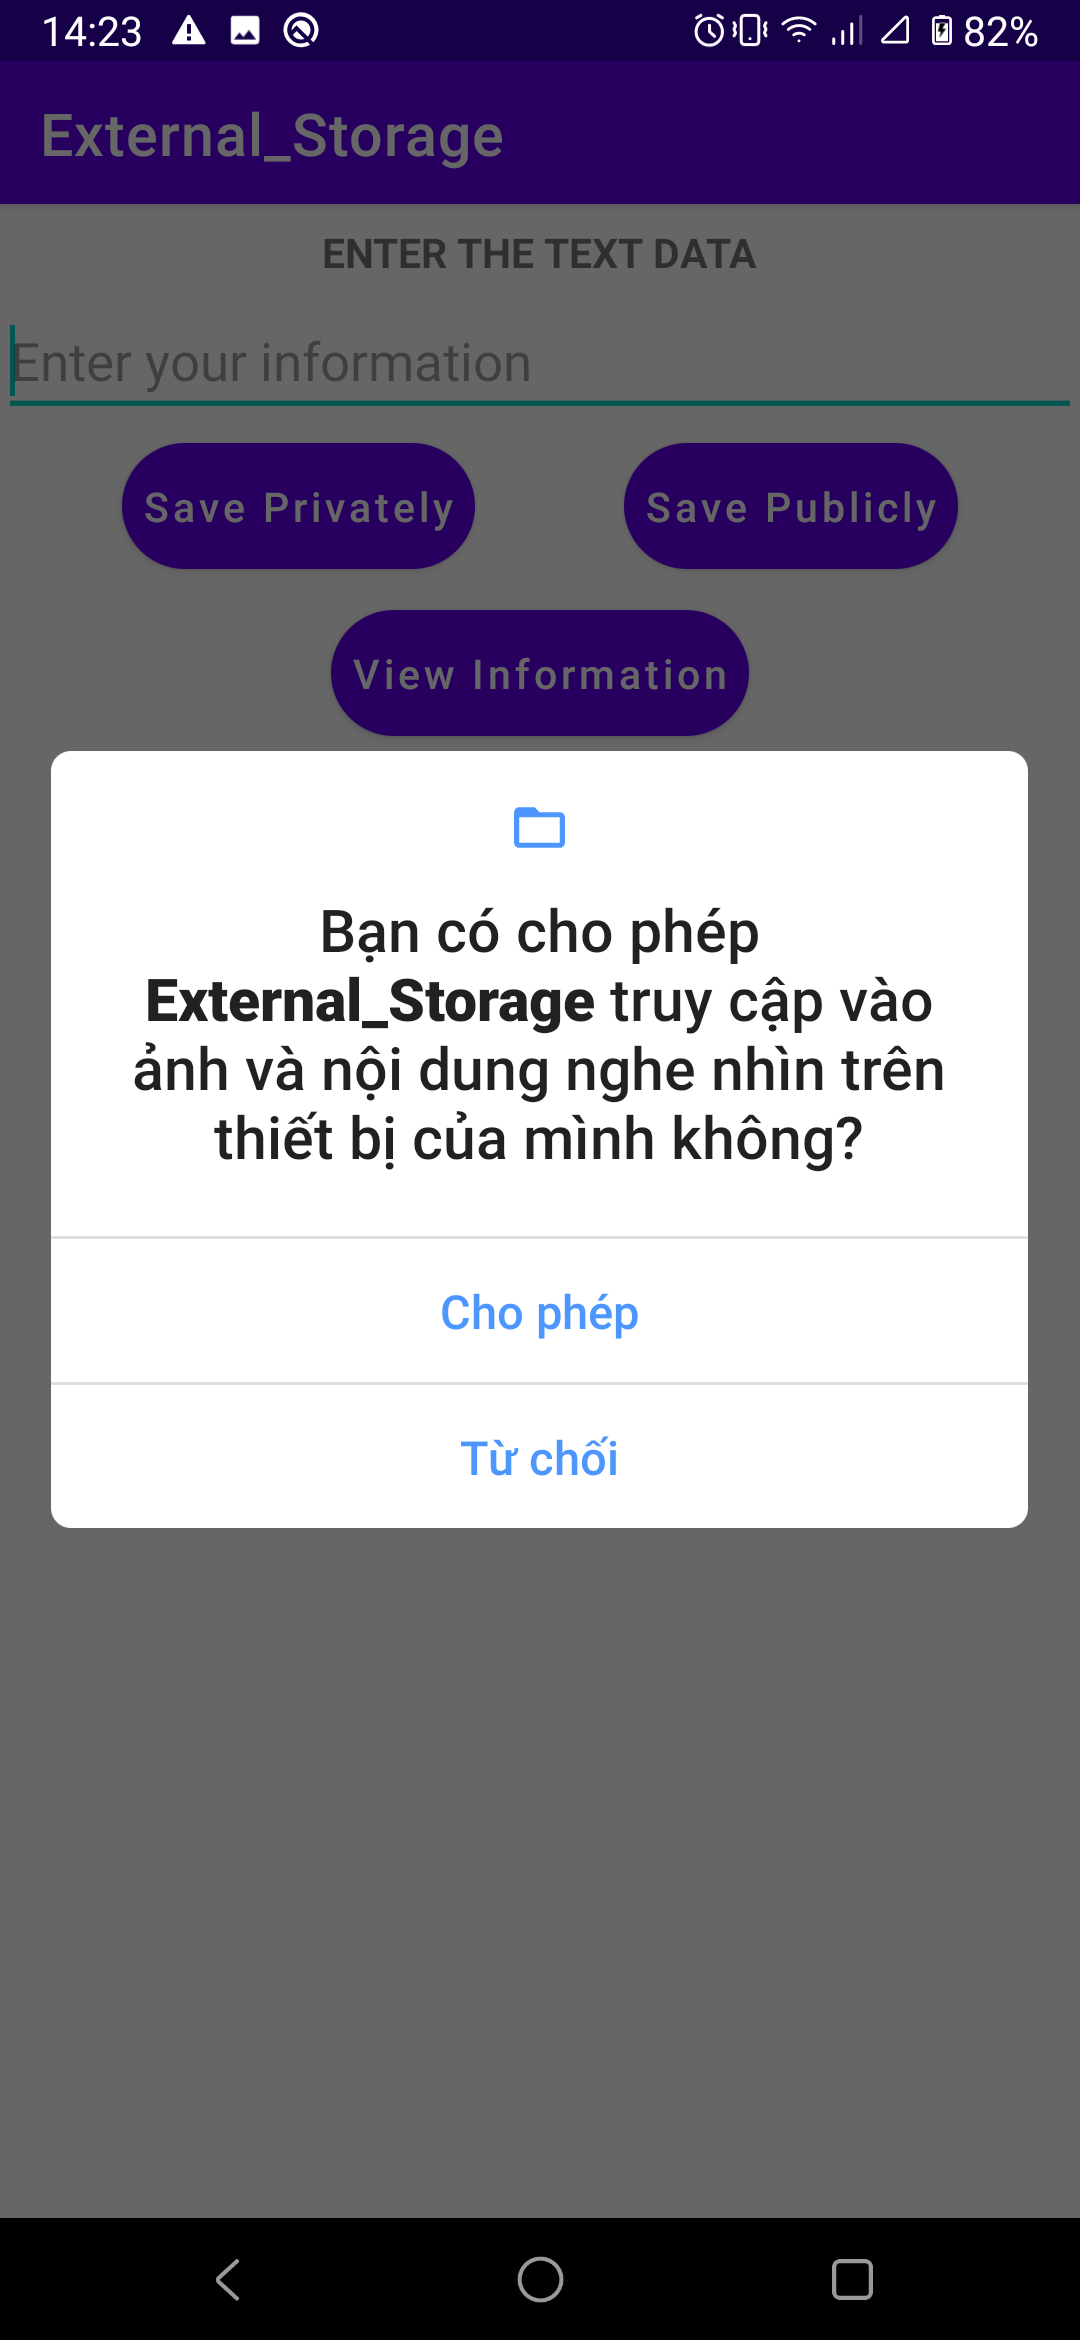 14:23
82%
External_Storage
ENTER THE TEXT DATA
Enter your information
Save Privately
Save Publicly
View Information
Bạn có cho phép
External_Storage truy cập vào
ảnh và nội dung nghe nhìn trên
thiết bị của mình không?
Cho phép
Từ chối